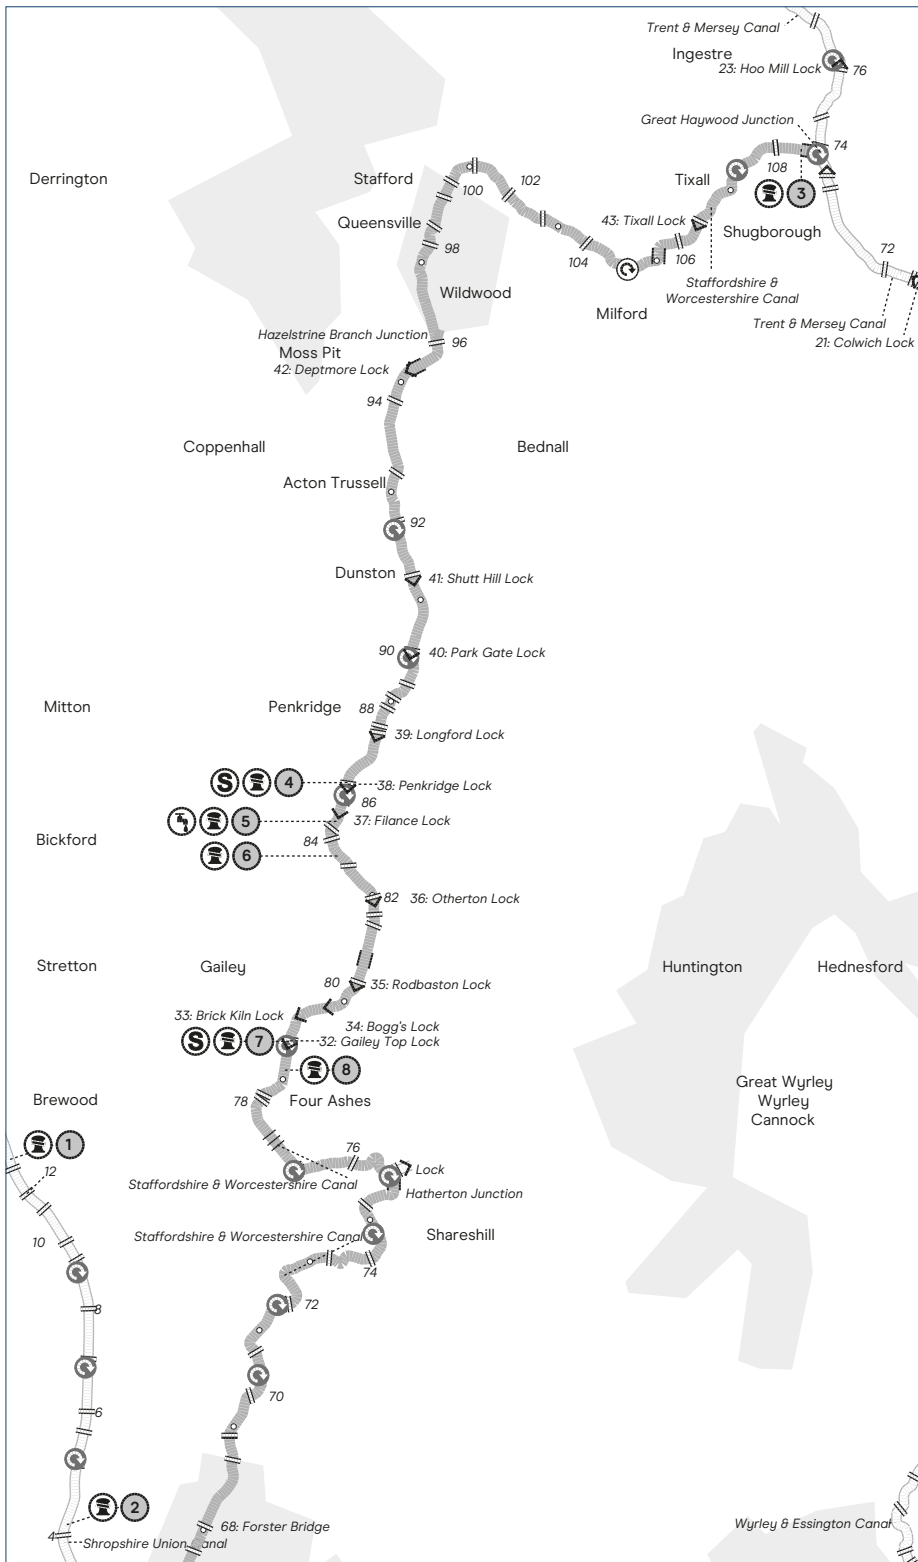 Trent & Mersey Canal
Ingestre
23: Hoo Mill Lock
76
Great Haywood Junction
74
108
Derrington
Stafford
100
102
Tixall
3
Queensville
43: Tixall Lock
Shugborough
98
104
106
72
Wildwood
Staffordshire &
Worcestershire Canal
Milford
Trent & Mersey Canal
21: Colwich Lock
Hazelstrine Branch Junction
96
Moss Pit
42: Deptmore Lock
94
Coppenhall
Bednall
Acton Trussell
92
Dunston
41: Shutt Hill Lock
90
40: Park Gate Lock
Mitton
Penkridge
88
39: Longford Lock
S
4
38: Penkridge Lock
86
5
37: Filance Lock
Bickford
84
6
82
36: Otherton Lock
Stretton
Gailey
Huntington
Hednesford
80
35: Rodbaston Lock
33: Brick Kiln Lock
34: Bogg's Lock
S
7
32: Gailey Top Lock
8
Great Wyrley
Wyrley
Cannock
Brewood
78
Four Ashes
1
76
12
Lock
Staffordshire & Worcestershire Canal
Hatherton Junction
10
Staffordshire & Worcestershire Canal
Shareshill
74
8
72
70
6
2
4
Shropshire Union Canal
68: Forster Bridge
Wyrley & Essington Canal